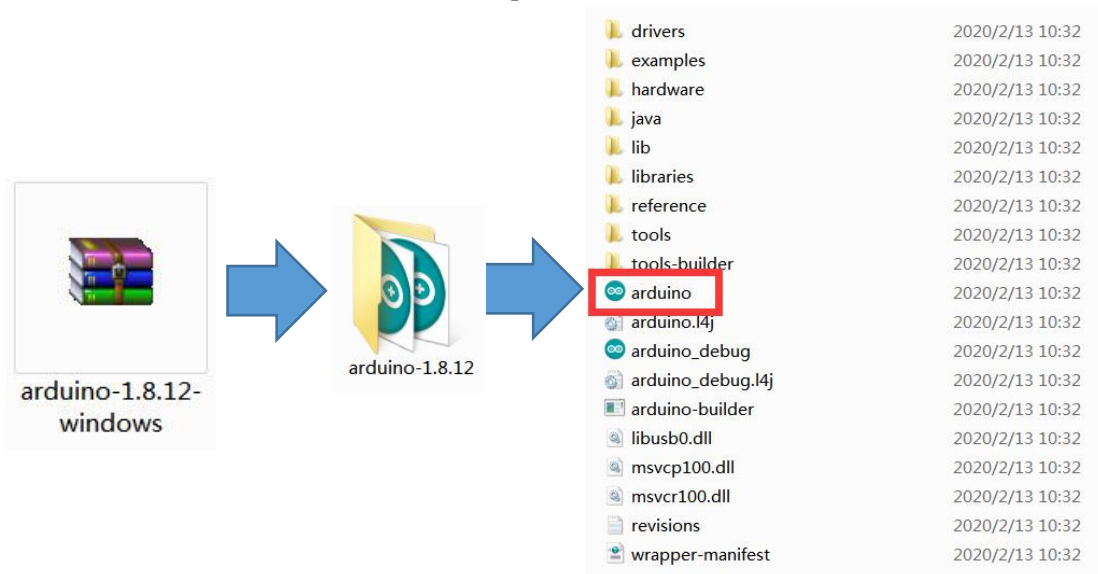 arduino-1.8.12-
windows
arduino-1.8.12
drivers 2020/2/13 10:32
examples 2020/2/13 10:32
hardware 2020/2/13 10:32
java 2020/2/13 10:32
lib 2020/2/13 10:32
libraries 2020/2/13 10:32
reference 2020/2/13 10:32
tools 2020/2/13 10:32
tools-builder 2020/2/13 10:32
arduino 2020/2/13 10:32
arduino.l4j 2020/2/13 10:32
arduino_debug 2020/2/13 10:32
arduino_debug.l4j 2020/2/13 10:32
arduino-builder 2020/2/13 10:32
libusb0.dll 2020/2/13 10:32
msvcp100.dll 2020/2/13 10:32
msvcr100.dll 2020/2/13 10:32
revisions 2020/2/13 10:32
wrapper-manifest 2020/2/13 10:32